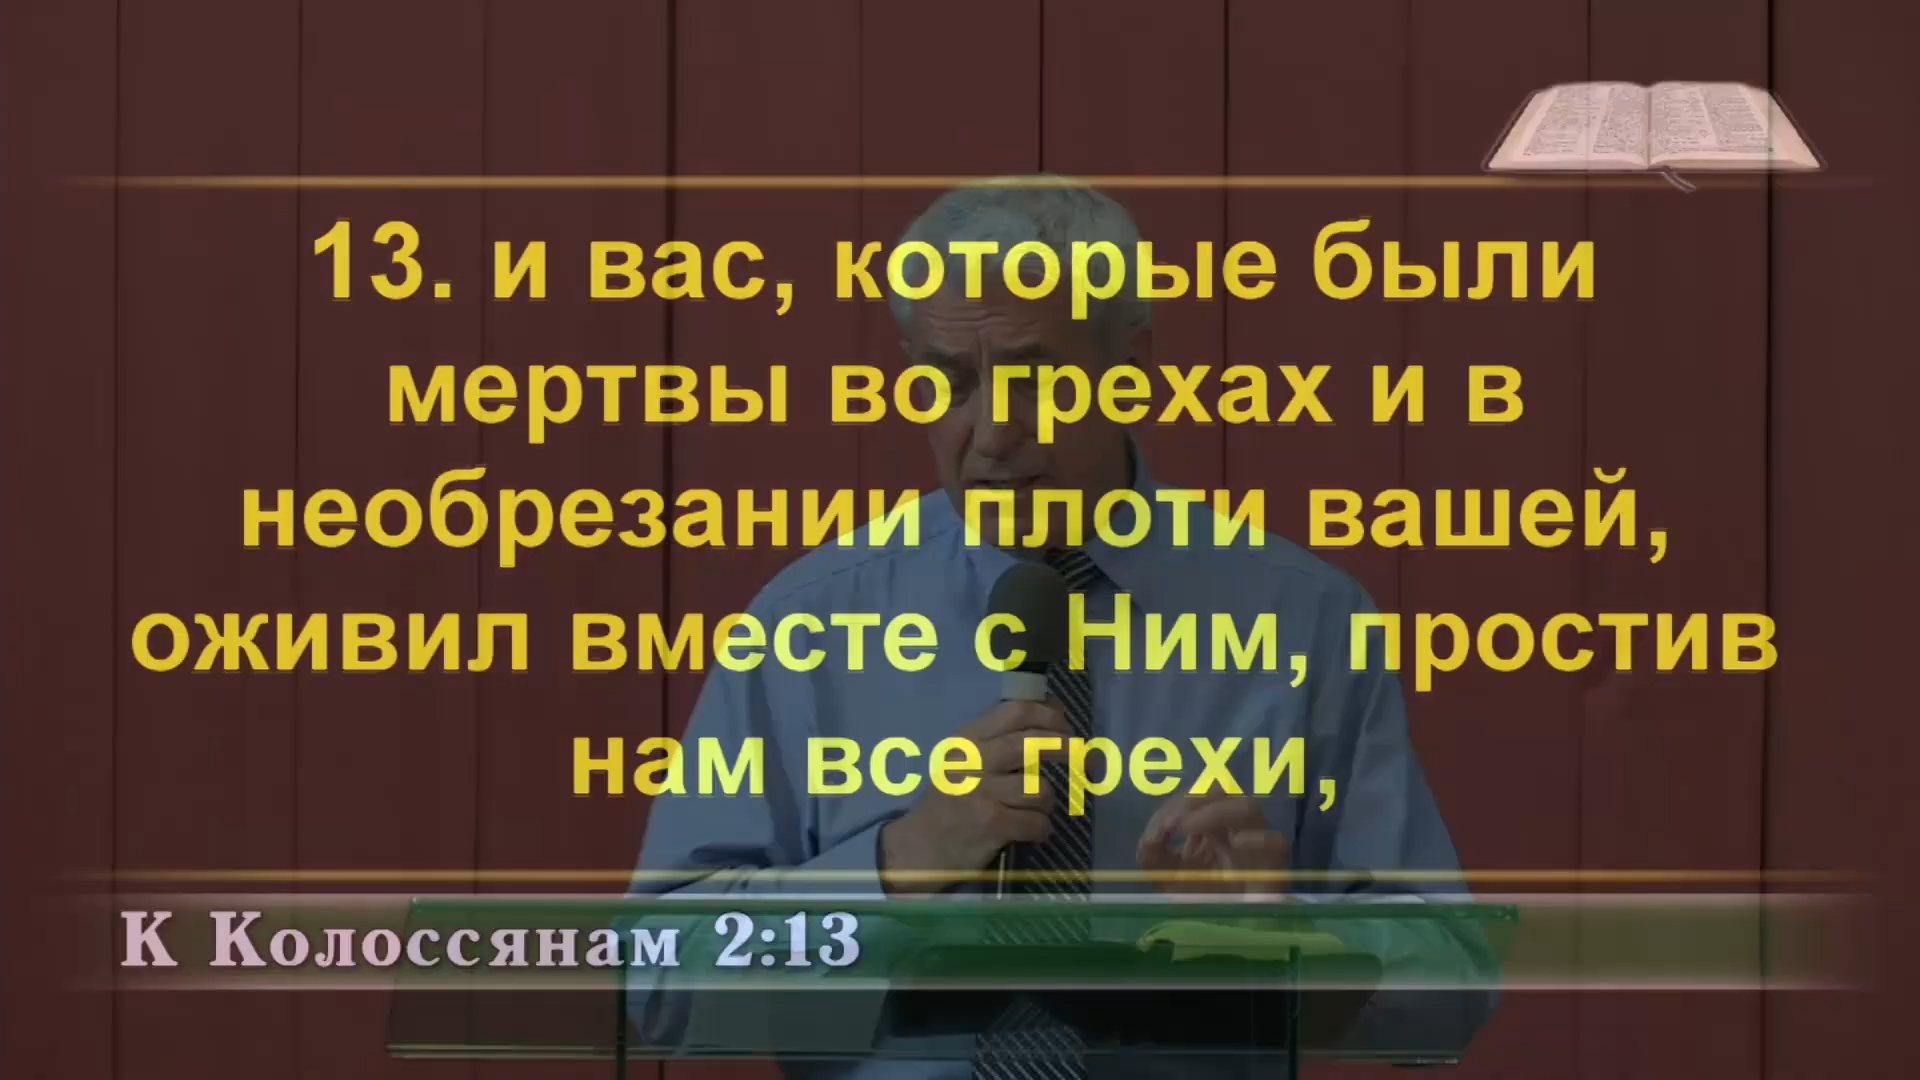 13. и вас, которые были
мертвы во грехах и в
необрезании плоти вашей,
оживил вместе с Ним, простив
нам все грехи,
К Колоссянам 2:13